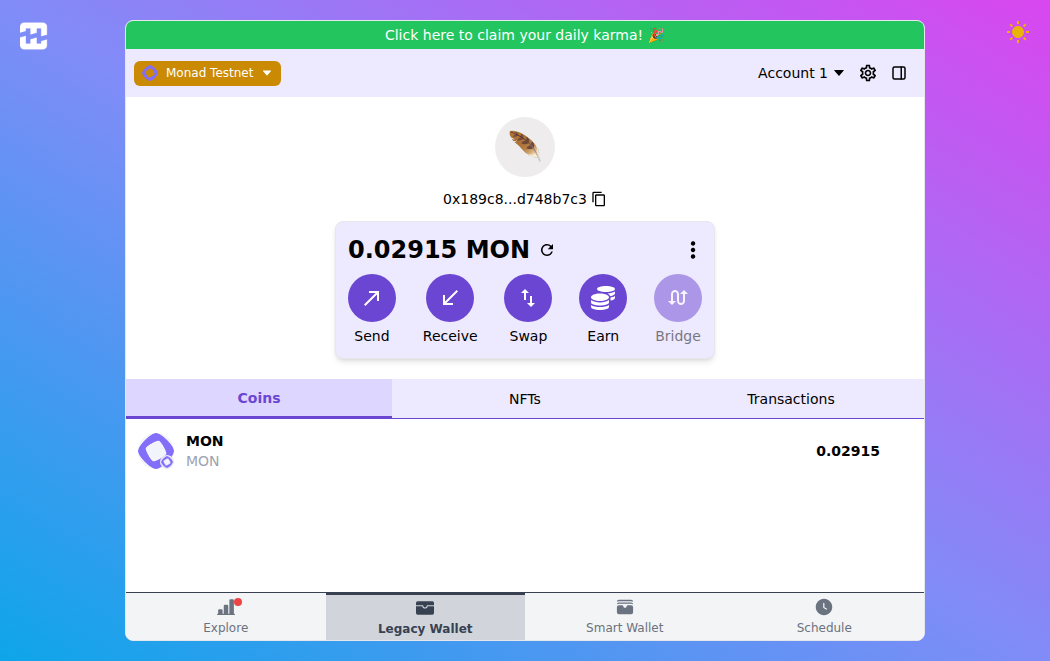 Click here to claim your daily karma! 🎉
Monad Testnet
Account 1
0x189c8...d748b7c3
0.02915 MON
Send
Receive
Swap
Earn
Bridge
Coins
NFTs
Transactions
MON
MON
0.02915
Explore
Legacy Wallet
Smart Wallet
Schedule